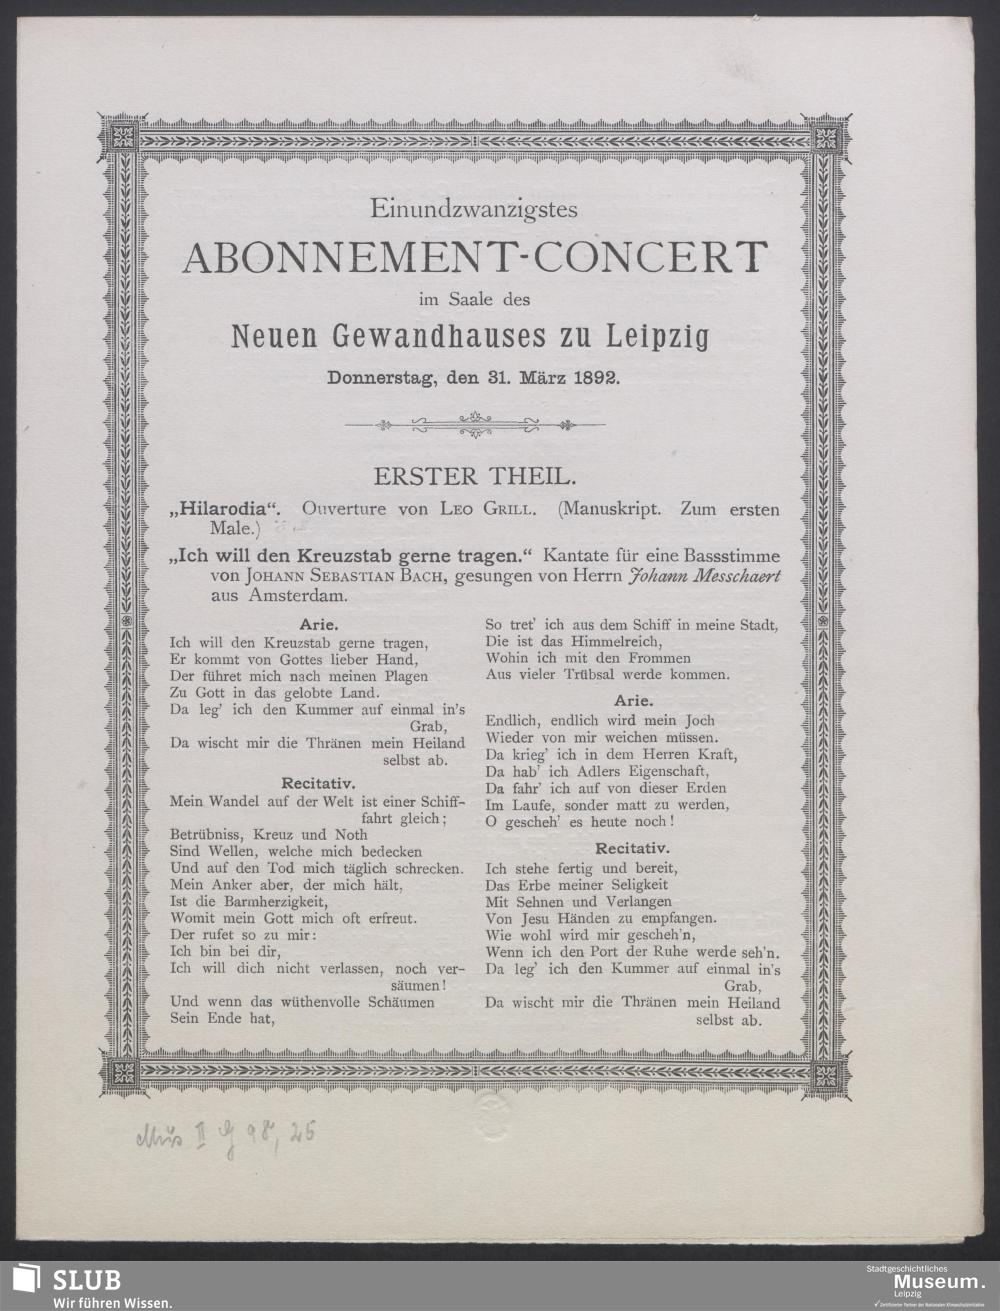 Einundzwanzigstes
ABONNEMENT-CONCERT
im Saale des
Neuen Gewandhauses zu Leipzig
Donnerstag, den 31. März 1892.
ERSTER THEIL.
„Hilarodia“. Ouverture von LEO GRILL. (Manuskript. Zum ersten
Male.)
„Ich will den Kreuzstab gerne tragen.“ Kantate für eine Bassstimme
von JOHANN SEBASTIAN BACH, gesungen von Herrn Johann Messchaert
aus Amsterdam.
Arie.
Ich will den Kreuzstab gerne tragen,
Er kommt von Gottes lieber Hand,
Der führet mich nach meinen Plagen
Zu Gott in das gelobte Land.
Da leg’ ich den Kummer auf einmal in’s
Grab,
Da wischt mir die Thränen mein Heiland
selbst ab.
Recitativ.
Mein Wandel auf der Welt ist einer Schiff-
fahrt gleich;
Betrübniss, Kreuz und Noth
Sind Wellen, welche mich bedecken
Und auf den Tod mich täglich schrecken.
Mein Anker aber, der mich hält,
Ist die Barmherzigkeit,
Womit mein Gott mich oft erfreut.
Der rufet so zu mir:
Ich bin bei dir,
Ich will dich nicht verlassen, noch ver-
säumen!
Und wenn das wüthenvolle Schäumen
Sein Ende hat,
So tret’ ich aus dem Schiff in meine Stadt,
Die ist das Himmelreich,
Wohin ich mit den Frommen
Aus vieler Trübsal werde kommen.
Arie.
Endlich, endlich wird mein Joch
Wieder von mir weichen müssen.
Da krieg’ ich in dem Herren Kraft,
Da hab’ ich Adlers Eigenschaft,
Da fahr’ ich auf von dieser Erden
Im Laufe, sonder matt zu werden,
O gescheh’ es heute noch!
Recitativ.
Ich stehe fertig und bereit,
Das Erbe meiner Seligkeit
Mit Sehnen und Verlangen
Von Jesu Händen zu empfangen.
Wie wohl wird mir gescheh’n,
Wenn ich den Port der Ruhe werde seh’n.
Da leg’ ich den Kummer auf einmal in’s
Grab,
Da wischt mir die Thränen mein Heiland
selbst ab.
Mus II G 98, 25
SLUB
Wir führen Wissen.
Stadtgeschichtliches
Museum.
Leipzig
Zertifizierter Partner der Nationalen Klimaschutzinitiative